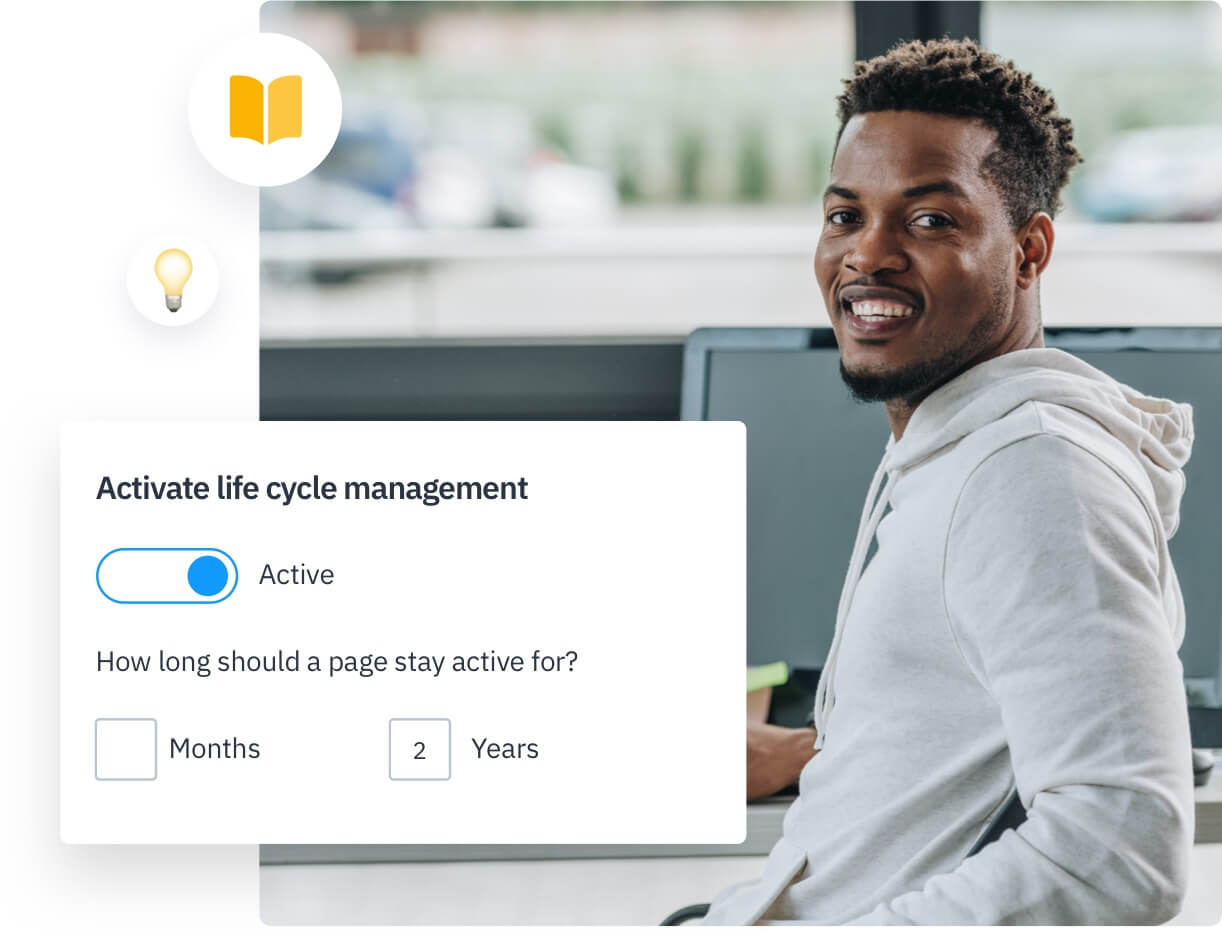 Activate life cycle management
Active
How long should a page stay active for?
Months 2 Years